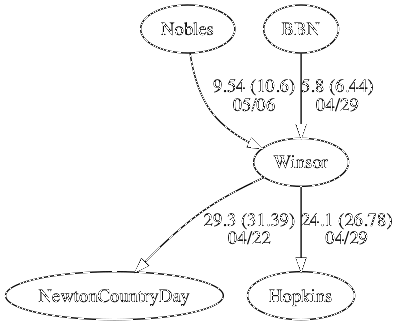 Nobles
BBN
9.54 (10.6)
05/06
5.8 (6.44)
04/29
Winsor
29.3 (31.39)
04/22
24.1 (26.78)
04/29
NewtonCountryDay
Hopkins